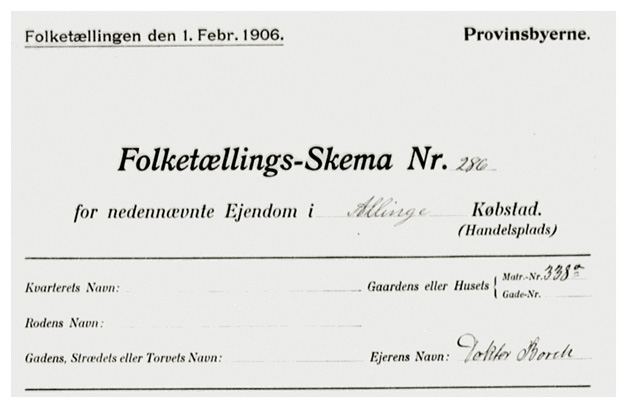 Folketællingen den 1. Febr. 1906. Provinsbyerne.
Folketællings-Skema Nr. 286
for nedennævnte Ejendom i Allinge Købstad.
(Handelsplads)
Kvarterets Navn: Gaardens eller Husets { Matr.-Nr. 338 a
Gade-Nr.
Rodens Navn:
Gadens, Strædets eller Torvets Navn: Ejerens Navn: Doktor Borch